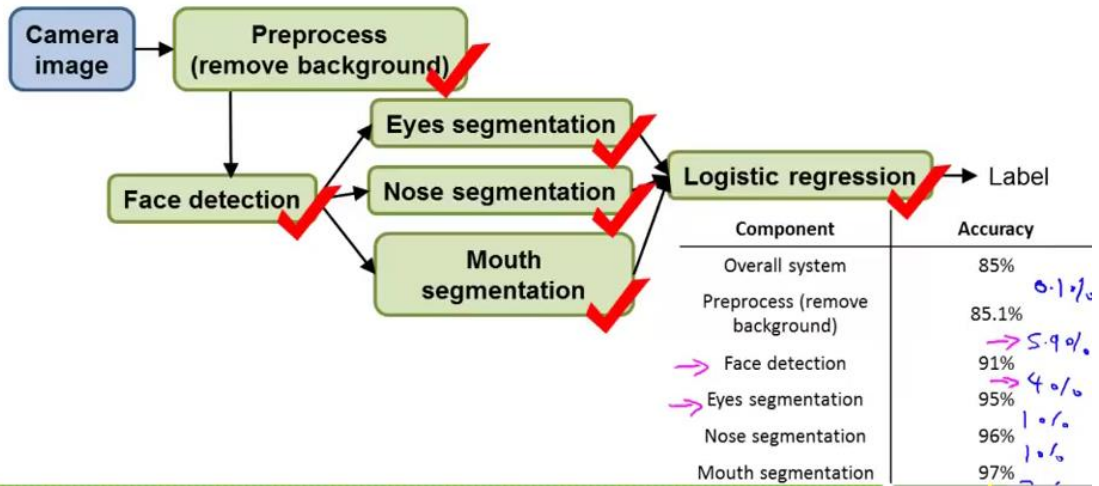 Camera
image
Preprocess
(remove background)
Eyes segmentation
Face detection
Nose segmentation
Mouth
segmentation
Logistic regression
Label
Component Accuracy
Overall system 85%
0.1%
Preprocess (remove
background) 85.1%
5.9%
Face detection 91%
4%
Eyes segmentation 95%
1%
Nose segmentation 96%
1%
Mouth segmentation 97%